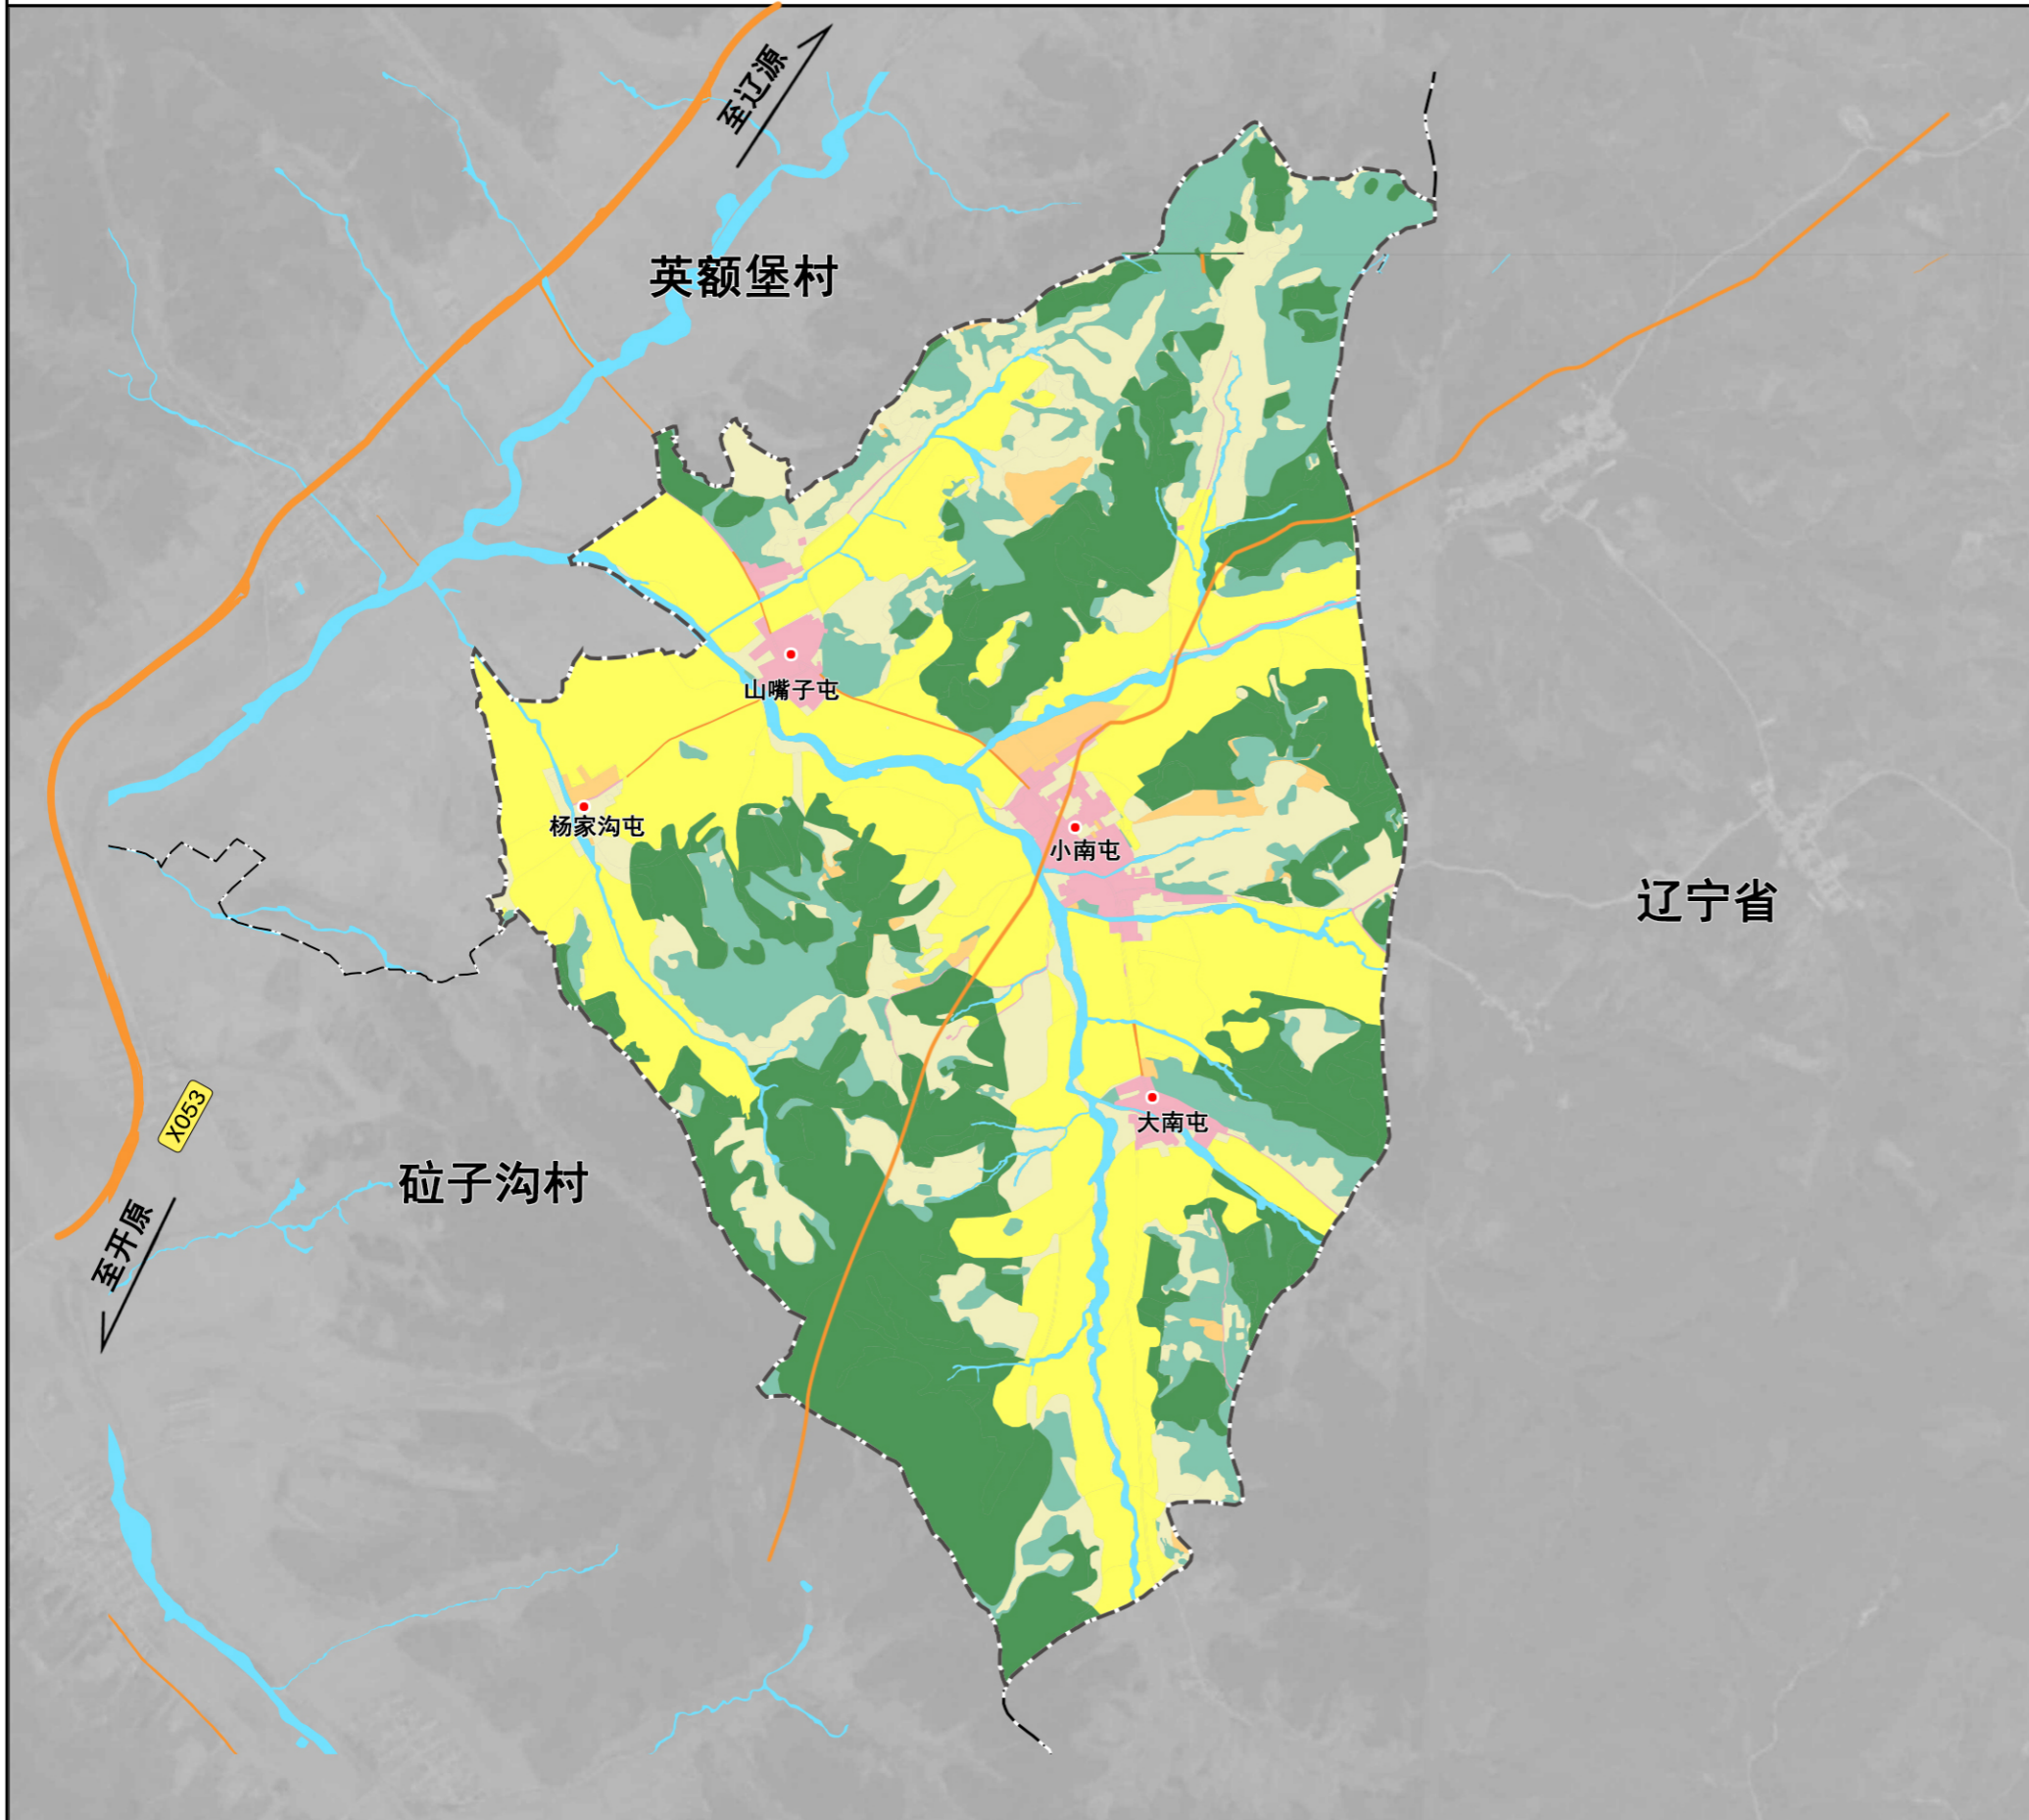 至辽源
英额堡村
山嘴子屯
杨家沟屯
小南屯
辽宁省
X053
大南屯
砬子沟村
至开原